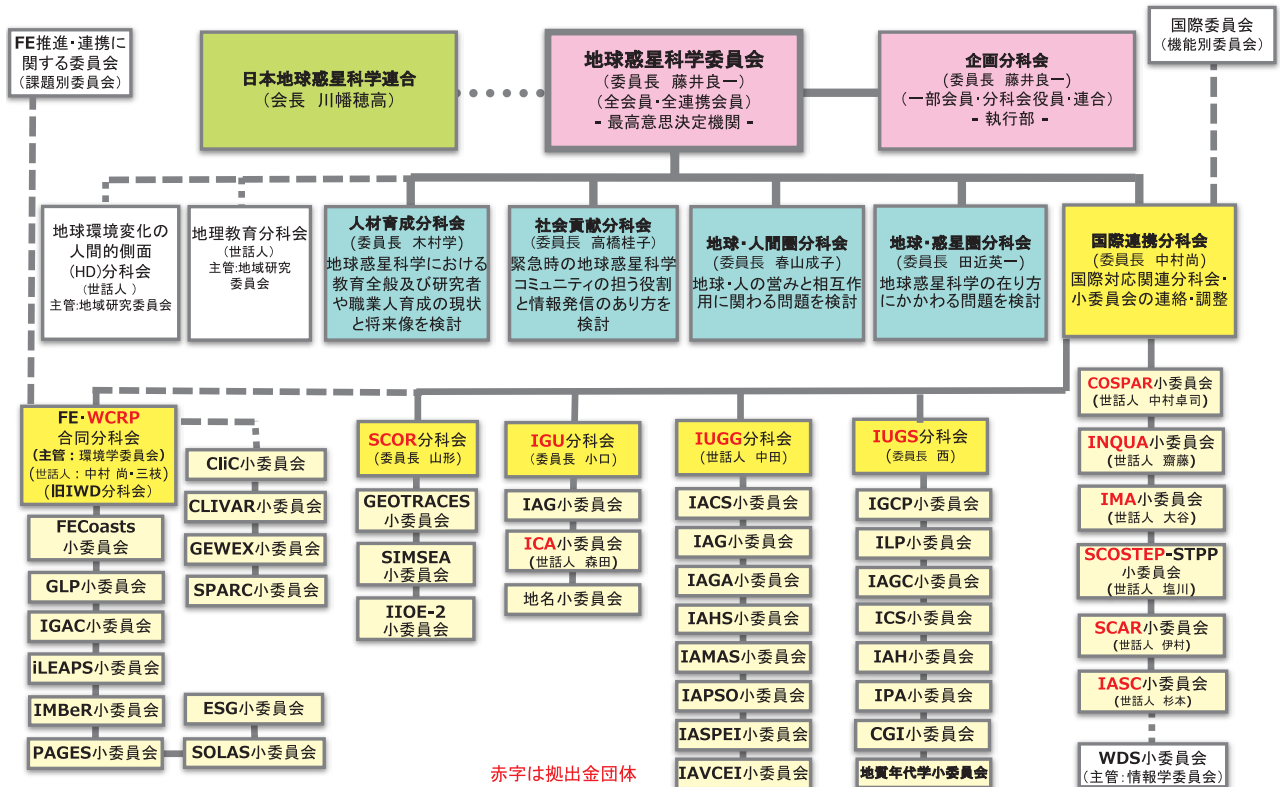 FE推進・連携に
関する委員会
(課題別委員会)
日本地球惑星科学連合
(会長 川幡穂高)
地球惑星科学委員会
(委員長 藤井良一)
(全会員・全連携会員)
- 最高意思決定機関 -
企画分科会
(委員長 藤井良一)
(一部会員・分科会役員・連合)
- 執行部 -
国際委員会
(機能別委員会)
地球環境変化の
人間的側面
(HD)分科会
(世話人)
主管:地域研究委員会
地理教育分科会
(世話人)
主管:地域研究
委員会
人材育成分科会
(委員長 木村学)
地球惑星科学における
教育全般及び研究者
や職業人育成の現状
と将来像を検討
社会貢献分科会
(委員長 高橋桂子)
緊急時の地球惑星科学
コミュニティの担う役割
と情報発信のあり方を
検討
地球・人間圏分科会
(委員長 春山成子)
地球・人の営みと相互作
用に関わる問題を検討
地球・惑星圏分科会
(委員長 田近英一)
地球惑星科学の在り方
にかかわる問題を検討
国際連携分科会
(委員長 中村尚)
国際対応関連分科会・
小委員会の連絡・調整
FE・WCRP
合同分科会
(主管:環境学委員会)
(世話人:中村 尚・三枝)
(旧IWD分科会)
FECoasts
小委員会
GLP小委員会
IGAC小委員会
iLEAPS小委員会
IMBeR小委員会
PAGES小委員会
CliC小委員会
CLIVAR小委員会
GEWEX小委員会
SPARC小委員会
ESG小委員会
SOLAS小委員会
SCOR分科会
(委員長 山形)
GEOTRACES
小委員会
SIMSEA
小委員会
IIOE-2
小委員会
IGU分科会
(委員長 小口)
IAG小委員会
ICA小委員会
(世話人 森田)
地名小委員会
IUGG分科会
(世話人 中田)
IACS小委員会
IAG小委員会
IAGA小委員会
IAHS小委員会
IAMAS小委員会
IAPSO小委員会
IASPEI小委員会
IAVCEI小委員会
IUGS分科会
(委員長 西)
IGCP小委員会
ILP小委員会
IAGC小委員会
ICS小委員会
IAH小委員会
IPA小委員会
CGI小委員会
地質年代学小委員会
COSPAR小委員会
(世話人 中村卓司)
INQUA小委員会
(世話人 齋藤)
IMA小委員会
(世話人 大谷)
SCOSTEP-STPP
小委員会
(世話人 塩川)
SCAR小委員会
(世話人 伊村)
IASC小委員会
(世話人 杉本)
WDS小委員会
(主管:情報学委員会)
赤字は拠出金団体